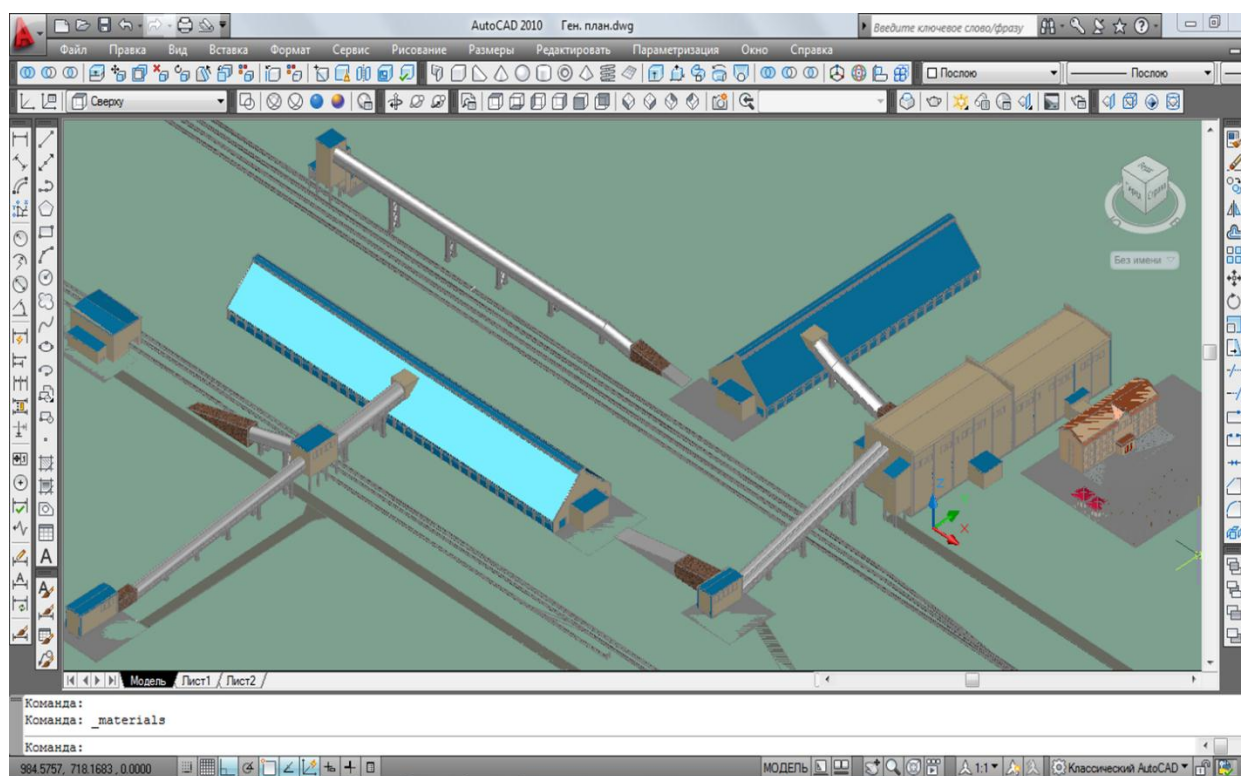 AutoCAD 2010 Ген. план.dwg
Введите ключевое слово/фразу
Файл Правка Вид Вставка Формат Сервис Рисование Размеры Редактировать Параметризация Окно Справка
Послою
Послою
Сверху
Без имени
Модель Лист1 Лист2
Команда:
Команда: _materials
Команда:
984.5757, 718.1683, 0.0000
МОДЕЛЬ
1:1
Классический AutoCAD